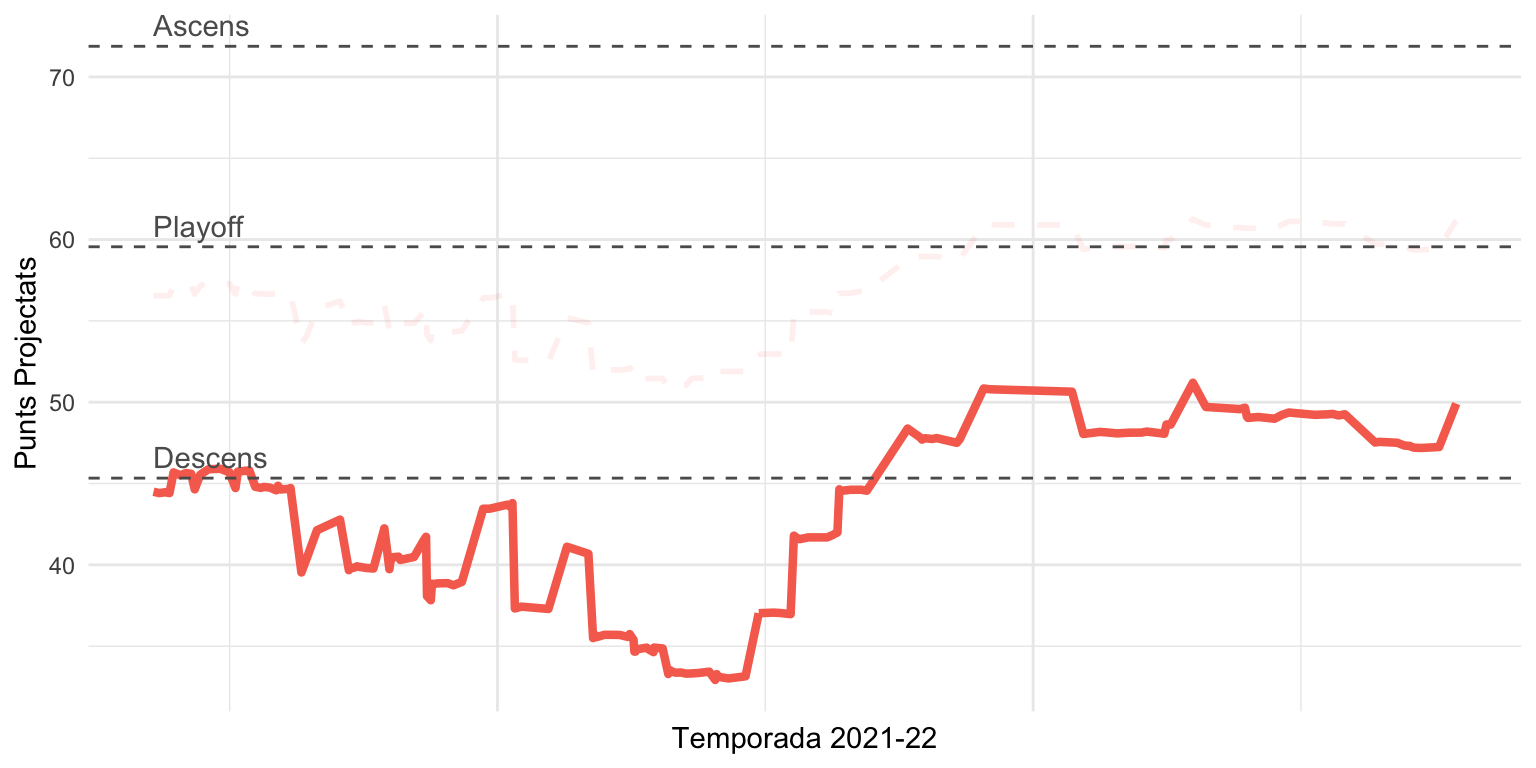 Ascens
70
Playoff
60
50
Descens
40
Punts Projectats
Temporada 2021-22